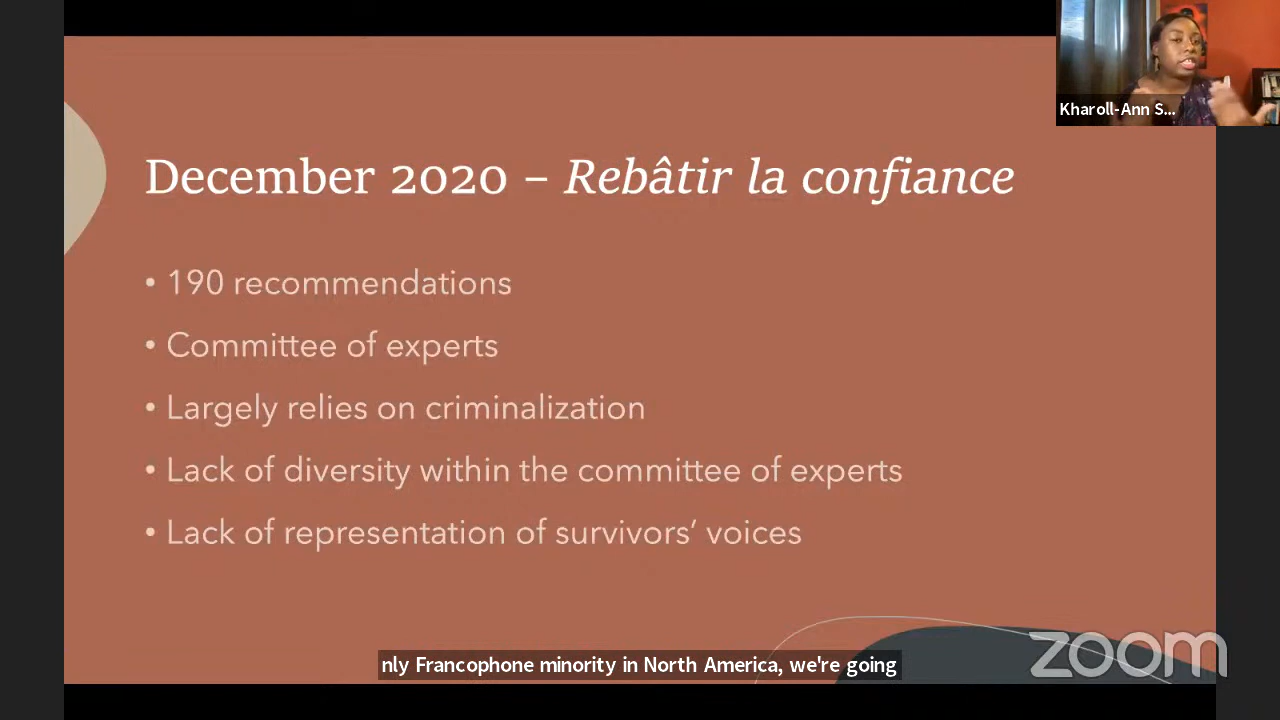 Kharoll-Ann S...
December 2020 – Rebâtir la confiance
• 190 recommendations
• Committee of experts
• Largely relies on criminalization
• Lack of diversity within the committee of experts
• Lack of representation of survivors’ voices
nly Francophone minority in North America, we're going
zoom